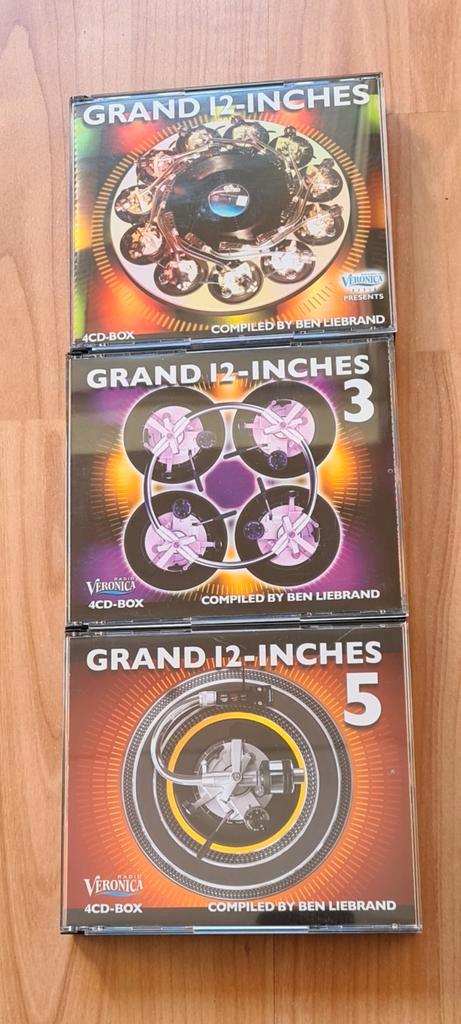 GRAND 12-INCHES
RADIO
VERONICA
PRESENTS
4CD-BOX
COMPILED BY BEN LIEBRAND
GRAND 12-INCHES
3
RADIO
VERONICA
4CD-BOX
COMPILED BY BEN LIEBRAND
GRAND 12-INCHES
5
RADIO
VERONICA
4CD-BOX
COMPILED BY BEN LIEBRAND